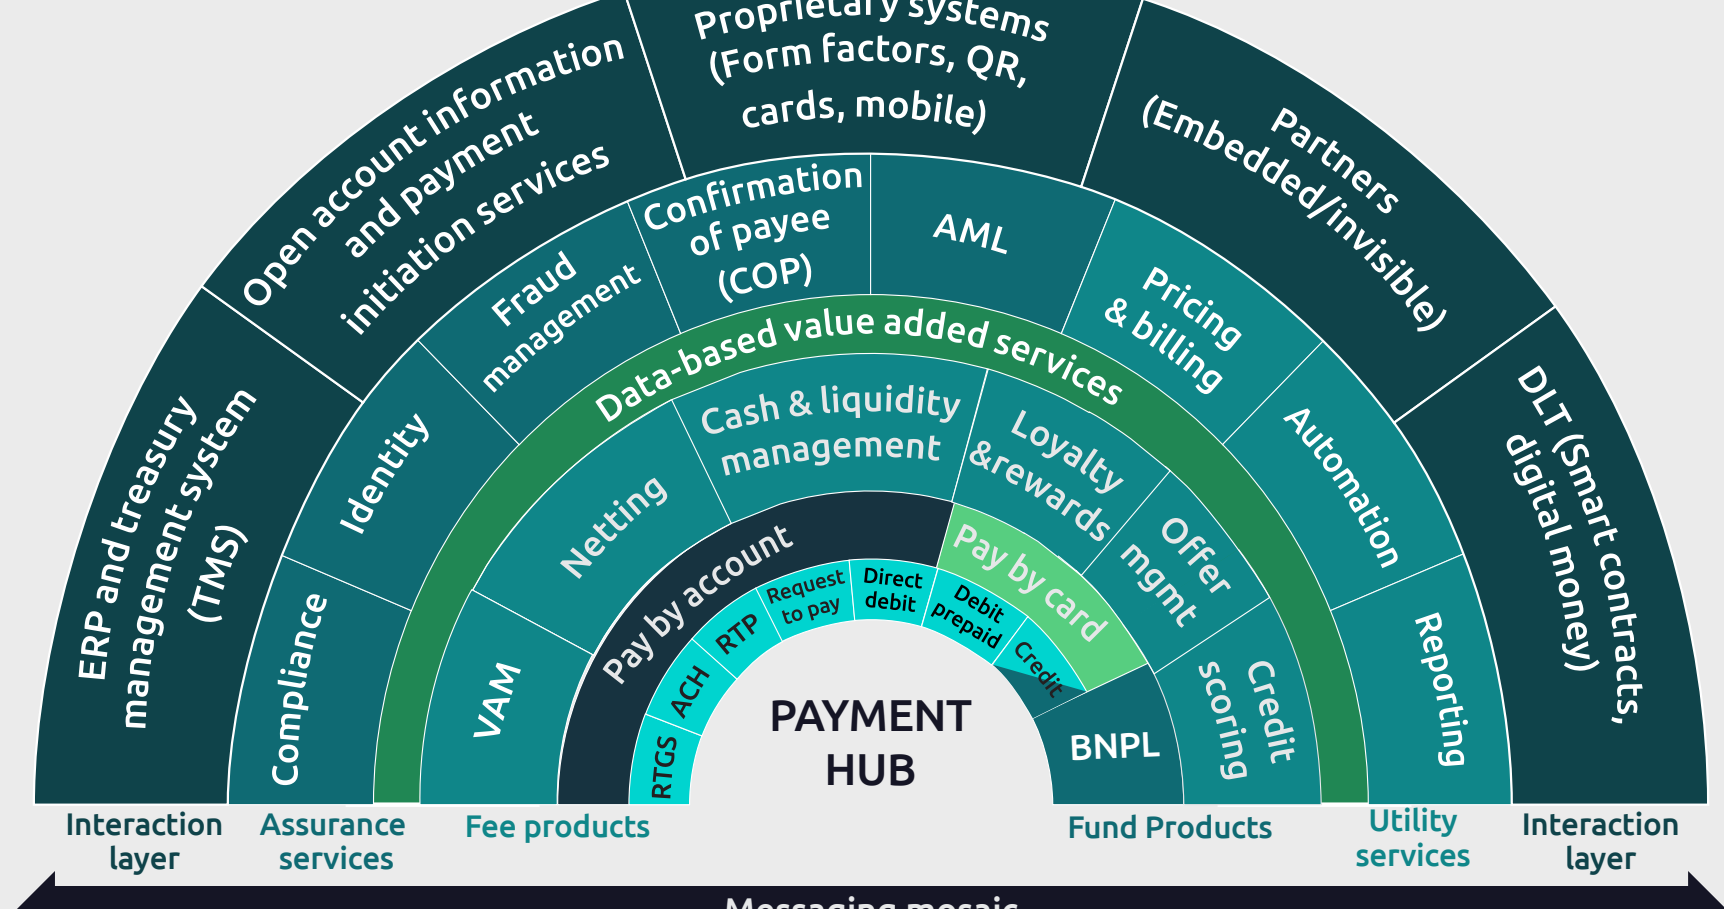 Proprietary systems
(Form factors, QR,
cards, mobile)
Open account information
and payment
initiation services
Partners
(Embedded/invisible)
ERP and treasury
management system
(TMS)
DLT (Smart contracts,
digital money)
Compliance
Identity
Fraud
management
Confirmation
of payee
(COP)
AML
Pricing
& billing
Automation
Reporting
Data-based value added services
VAM
Netting
Cash & liquidity
management
Loyalty
&rewards
Offer
mgmt
Credit
scoring
Pay by account
Pay by card
RTGS
ACH
RTP
Request
to pay
Direct
debit
Debit
prepaid
Credit
BNPL
PAYMENT
HUB
Interaction
layer
Assurance
services
Fee products
Fund Products
Utility
services
Interaction
layer
Messaging mosaic